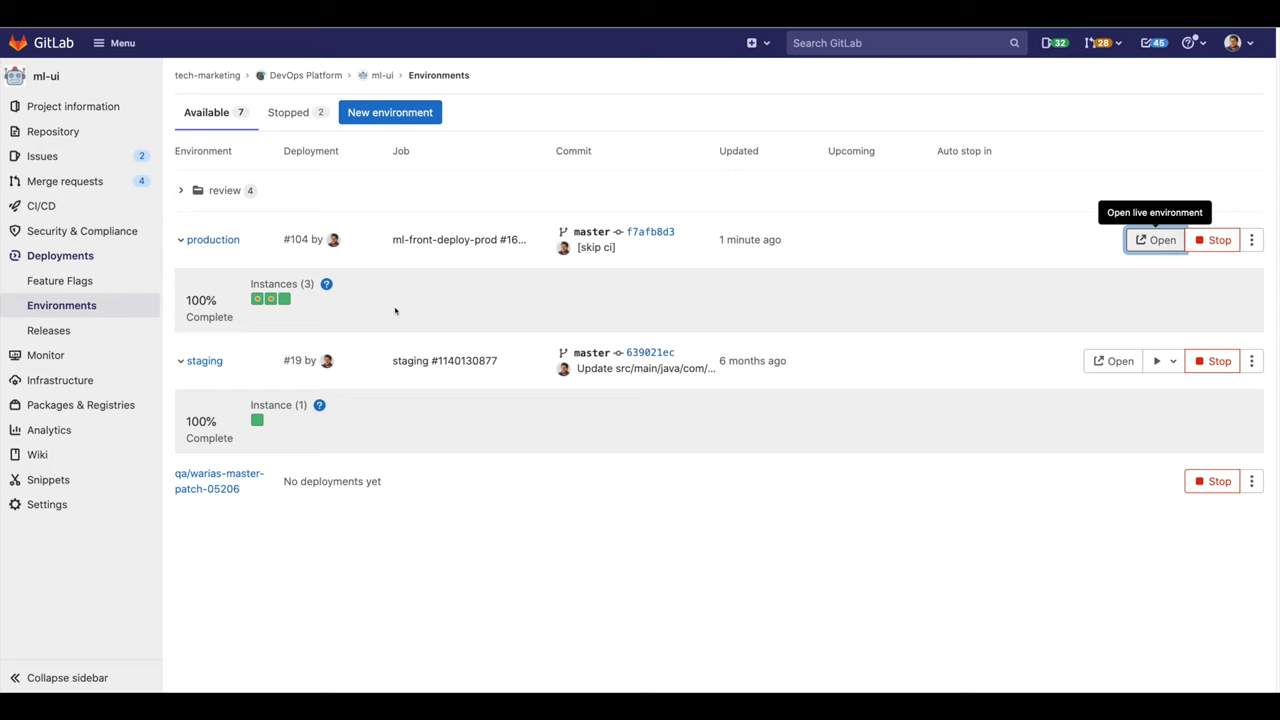 GitLab
Menu
Search GitLab
32
28
45
ml-ui
Project information
Repository
Issues 2
Merge requests 4
CI/CD
Security & Compliance
Deployments
Feature Flags
Environments
Releases
Monitor
Infrastructure
Packages & Registries
Analytics
Wiki
Snippets
Settings
Collapse sidebar
tech-marketing › DevOps Platform › ml-ui › Environments
Available 7 Stopped 2 New environment
Environment Deployment Job Commit Updated Upcoming Auto stop in
review 4
Open live environment
production #104 by ml-front-deploy-prod #16... master f7afb8d3 1 minute ago Open Stop
[skip ci]
Instances (3) ?
100%
Complete
staging #19 by staging #1140130877 master 639021ec 6 months ago Open Stop
Update src/main/java/com/...
Instance (1) ?
100%
Complete
qa/warias-master-
patch-05206
No deployments yet Stop